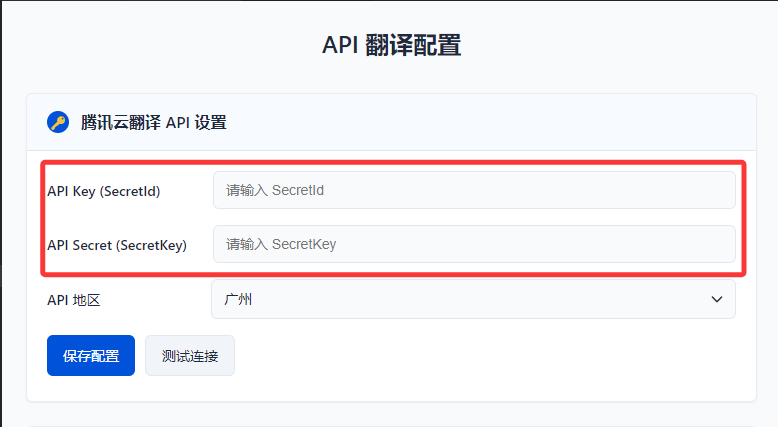 API 翻译配置
腾讯云翻译 API 设置
API Key (SecretId)
请输入 SecretId
API Secret (SecretKey)
请输入 SecretKey
API 地区
广州
保存配置 测试连接